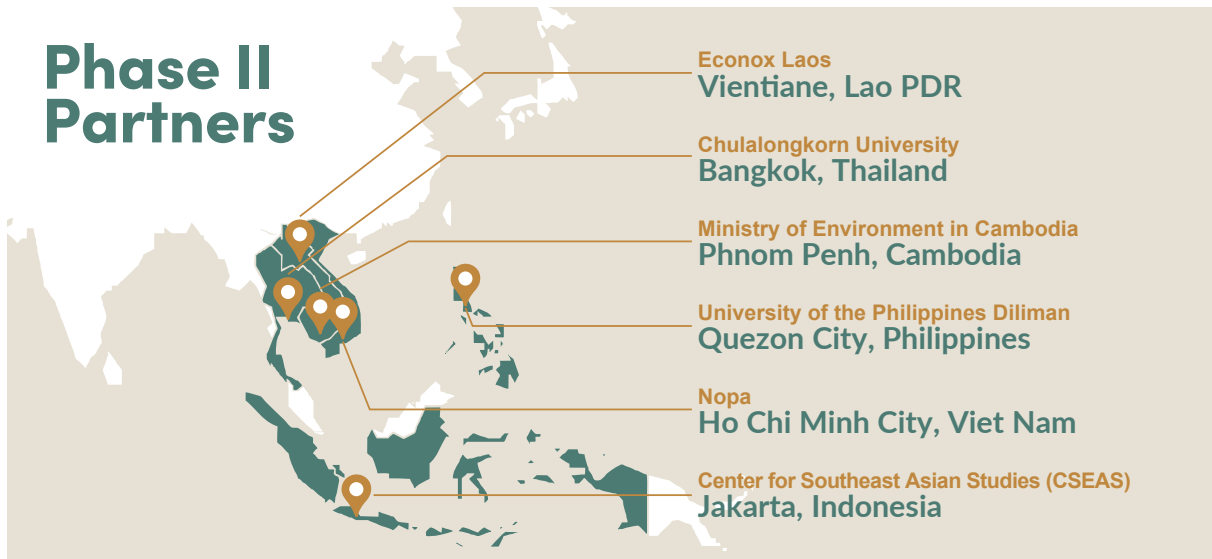 Phase II
Partners
Econox Laos
Vientiane, Lao PDR
Chulalongkorn University
Bangkok, Thailand
Ministry of Environment in Cambodia
Phnom Penh, Cambodia
University of the Philippines Diliman
Quezon City, Philippines
Nopa
Ho Chi Minh City, Viet Nam
Center for Southeast Asian Studies (CSEAS)
Jakarta, Indonesia